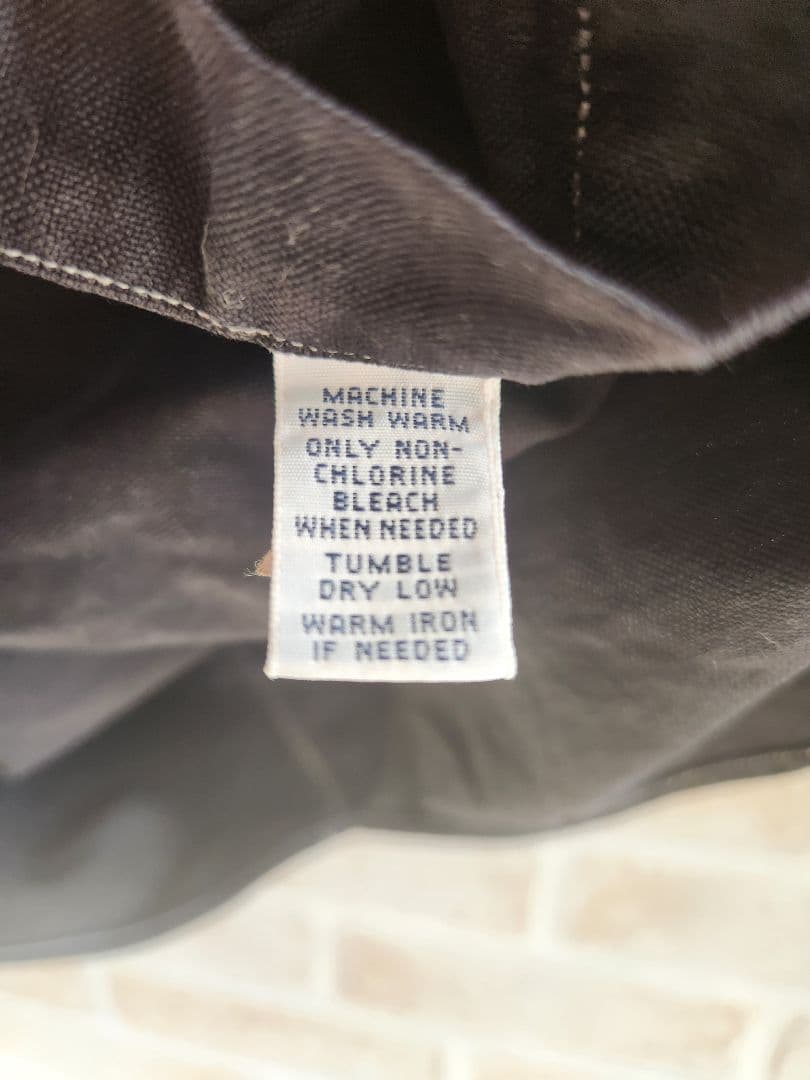 MACHINE
WASH WARM
ONLY NON-
CHLORINE
BLEACH
WHEN NEEDED
TUMBLE
DRY LOW
WARM IRON
IF NEEDED